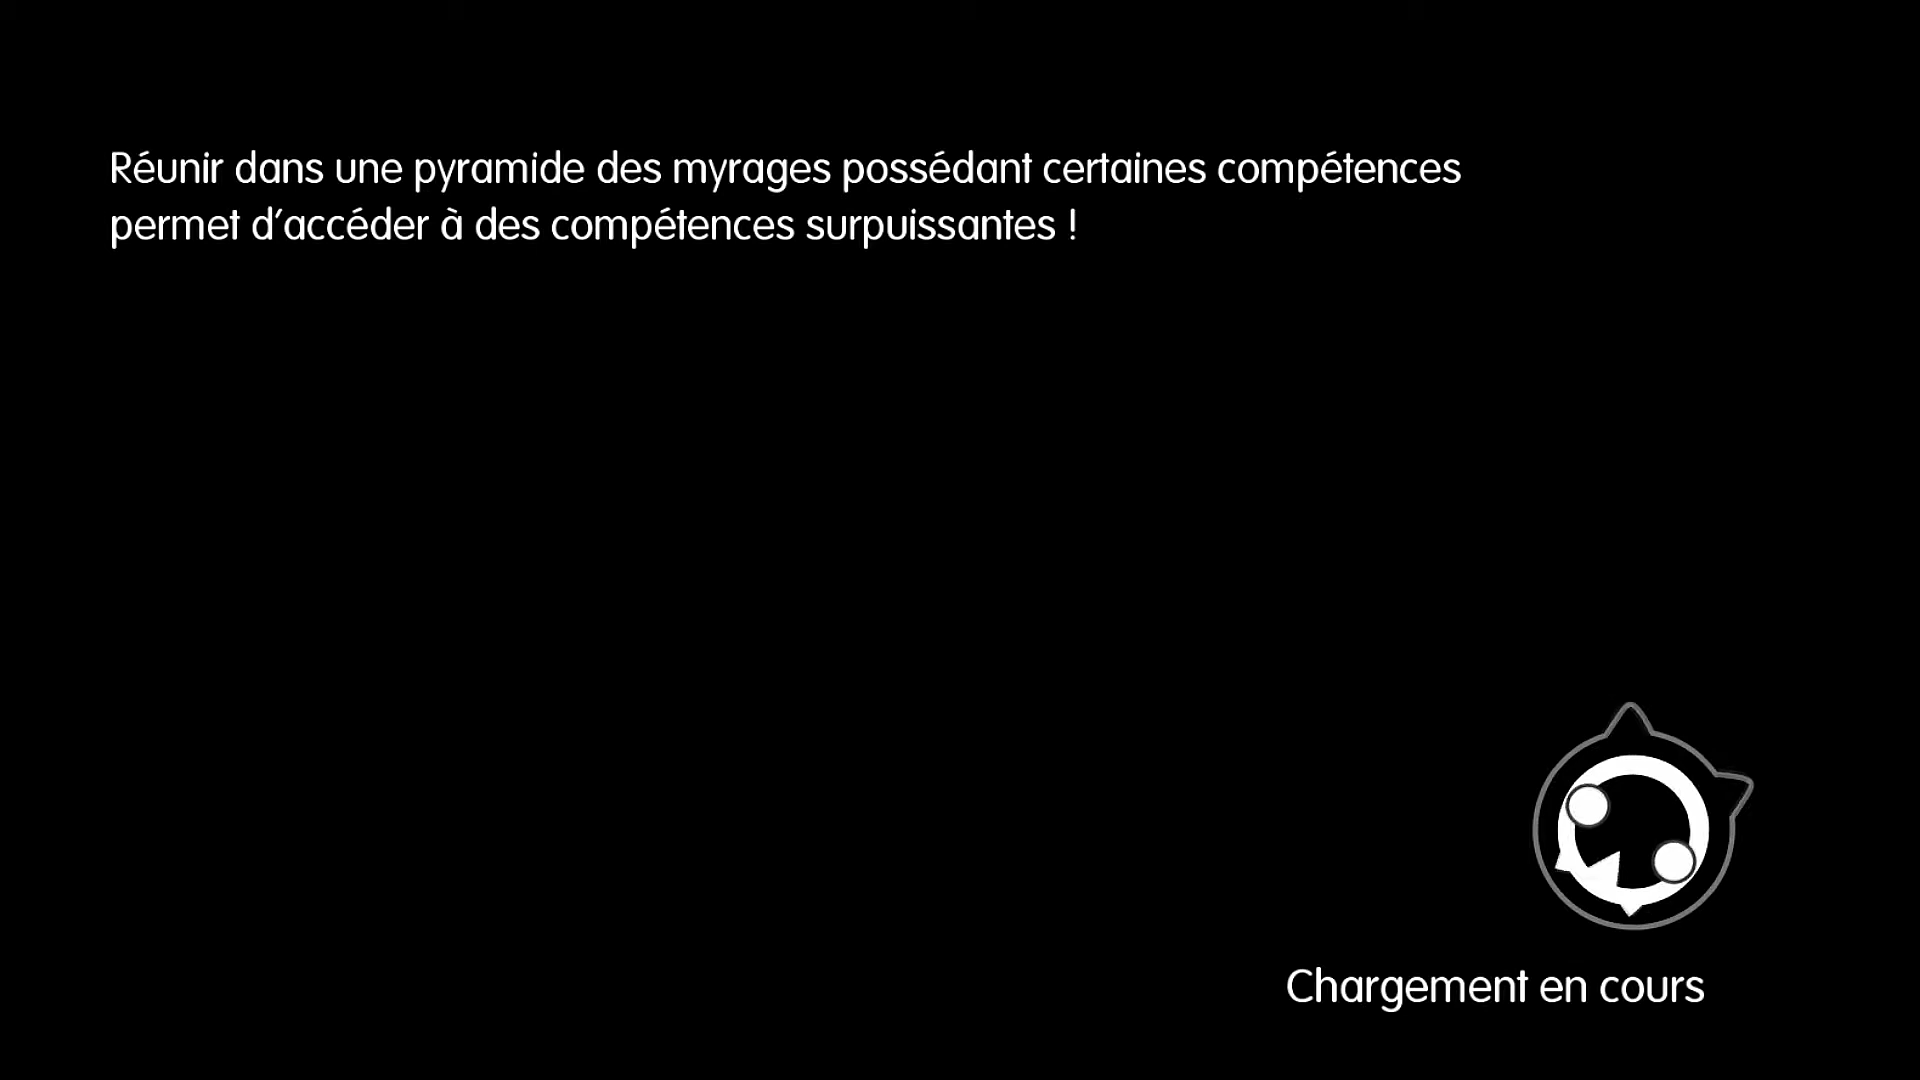 Réunir dans une pyramide des myrages possédant certaines compétences
permet d’accéder à des compétences surpuissantes !
Chargement en cours